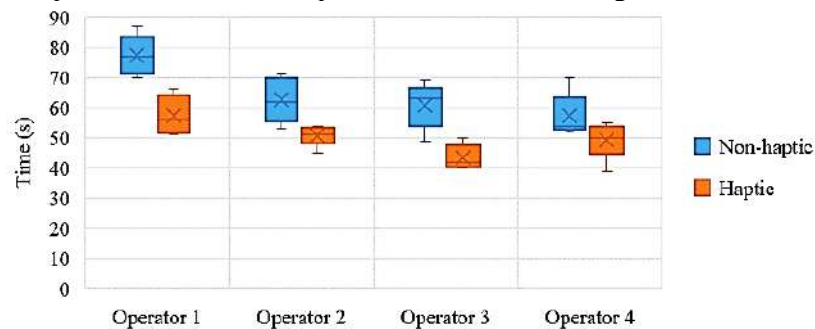 90
80
70
60
50
40
30
20
10
0
Time (s)
Operator 1
Operator 2
Operator 3
Operator 4
Non-haptic
Haptic